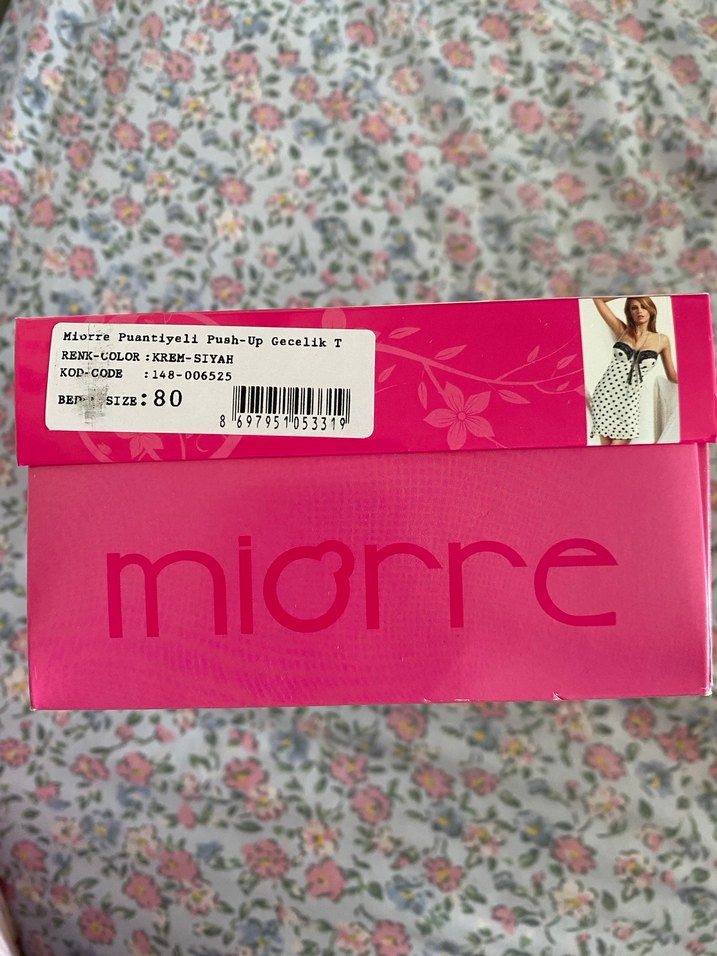 Miorre Puantiyeli Push-Up Gecelik T
RENK-COLOR :KREM-SIYAH
KOD-CODE :148-006525
SIZE:80
8 697951 053319
miorre